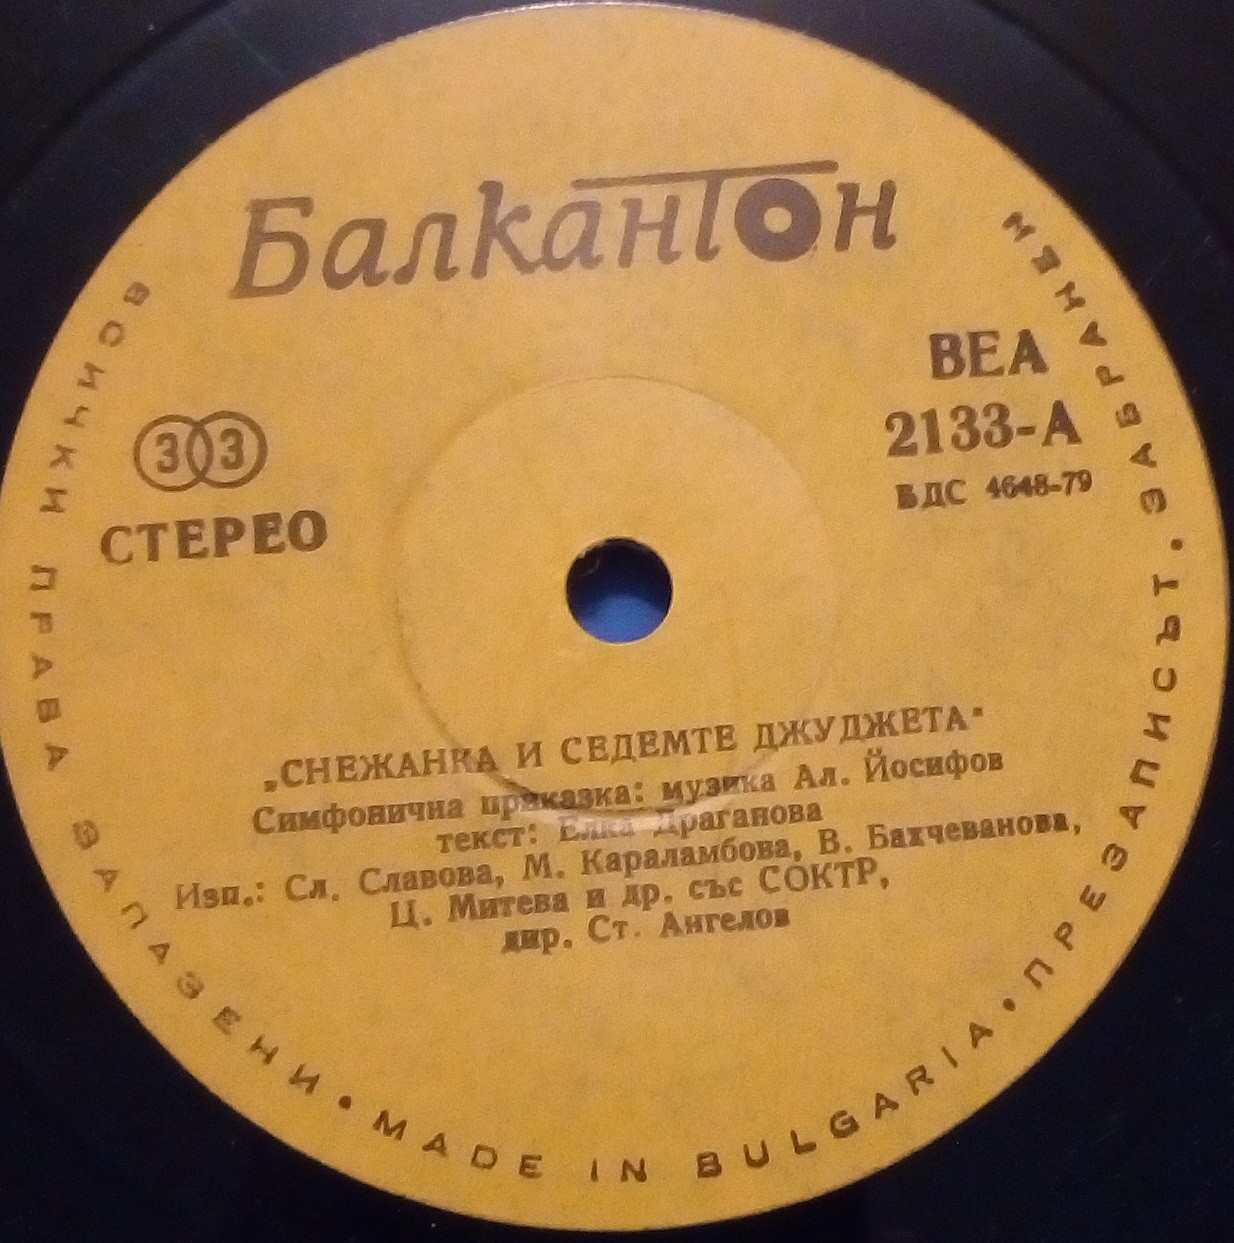 Балкантон
ВЕА
2133-А
БДС 4648-79
33
СТЕРЕО
„СНЕЖАНКА И СЕДЕМТЕ ДЖУДЖЕТА"
Симфонична приказка: музика Ал. Йосифов
текст: Елка Драганова
Изп.: Сл. Славова, М. Караламбова, В. Бахчеванова,
Ц. Митева и др. със СОКТР,
дир. Ст. Ангелов
ВСИЧКИ ПРАВА ЗАПАЗЕНИ • MADE IN BULGARIA • ПРЕЗАПИСЪТ • ЗАБРАНЕН